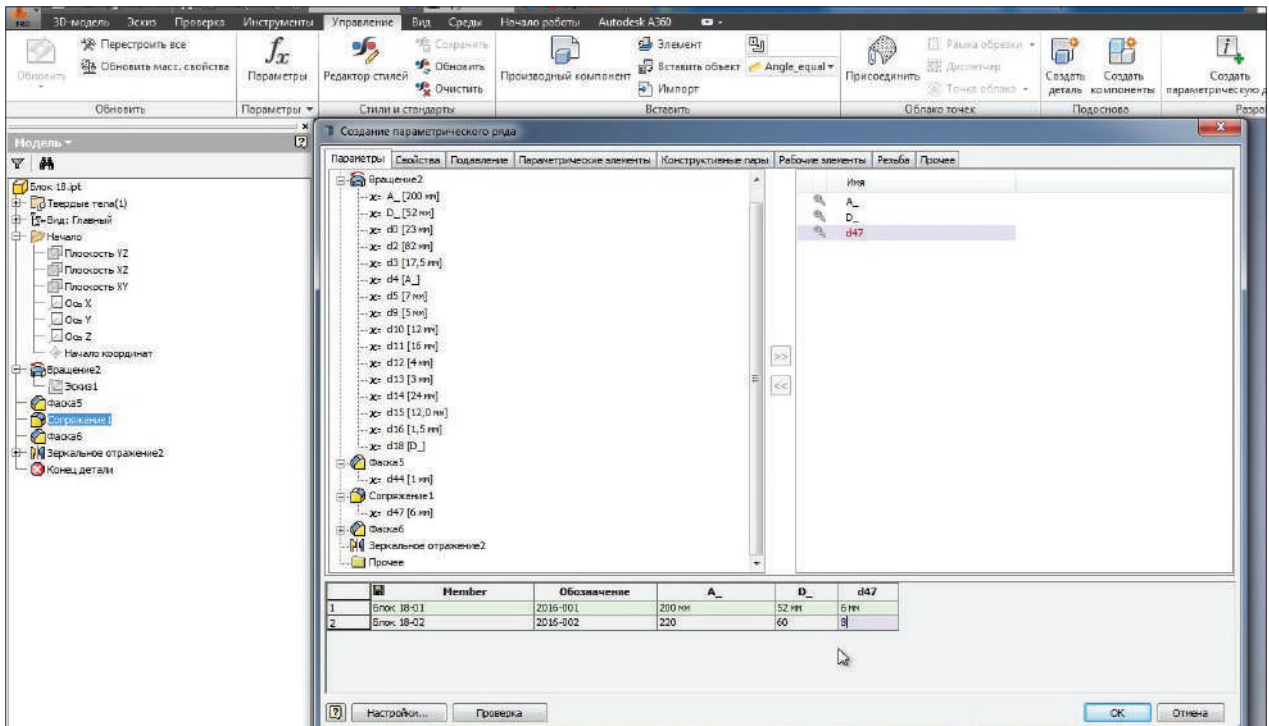 PRO 3D-модель Эскиз Проверка Инструменты Управление Вид Среды Начало работы Autodesk A360
Обновить
Перестроить все
Обновить масс. свойства
Обновить
fx
Параметры
Параметры
Редактор стилей
Сохранить
Обновить
Очистить
Стили и стандарты
Производный компонент
Элемент
Вставить объект
Импорт
Angle_equal
Вставить
Присоединить
Рамка обрезки
Диспетчер
Точка облака
Облако точек
Создать деталь
Создать компоненты
Подоснова
Создать
параметрическую д
Разра
Модель
Блок 18.ipt
Твердые тела(1)
Вид: Главный
Начало
Плоскость YZ
Плоскость XZ
Плоскость XY
Ось X
Ось Y
Ось Z
Начало координат
Вращение2
Эскиз1
Фаска5
Сопряжение1
Фаска6
Зеркальное отражение2
Конец детали
Создание параметрического ряда
Параметры Свойства Подавление Параметрические элементы Конструктивные пары Рабочие элементы Резьба Прочее
Вращение2
x= A_ [200 мм]
x= D_ [52 мм]
x= d0 [23 мм]
x= d2 [82 мм]
x= d3 [17,5 мм]
x= d4 [A_]
x= d5 [7 мм]
x= d9 [5 мм]
x= d10 [12 мм]
x= d11 [16 мм]
x= d12 [4 мм]
x= d13 [3 мм]
x= d14 [24 мм]
x= d15 [12,0 мм]
x= d16 [1,5 мм]
x= d18 [D_]
Фаска5
x= d44 [1 мм]
Сопряжение1
x= d47 [6 мм]
Фаска6
Зеркальное отражение2
Прочее
>>
<<
Имя
A_
D_
d47
Member Обозначение A_ D_ d47
1 Блок 18-01 2016-001 200 мм 52 мм 6 мм
2 Блок 18-02 2016-002 220 60 8
Настройки... Проверка OK Отмена